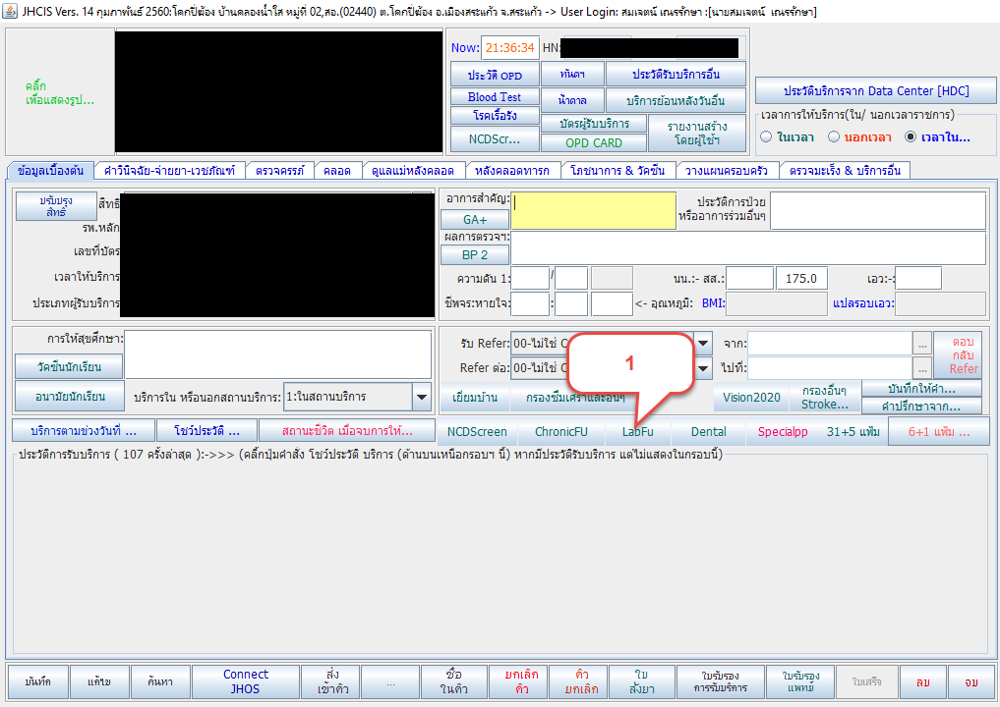 JHCIS Vers. 14 กุมภาพันธ์ 2560:โคกปี่ฆ้อง บ้านคลองน้ำใส หมู่ที่ 02,สอ.(02440) ต.โคกปี่ฆ้อง อ.เมืองสระแก้ว จ.สระแก้ว -> User Login: สมเจตน์ เณรรักษา :[นายสมเจตน์ เณรรักษา]
คลิ๊ก
เพื่อแสดงรูป...
Now: 21:36:34 HN:
ประวัติ OPD ทันตฯ ประวัติรับบริการอื่น
Blood Test น้ำตาล บริการย้อนหลังวันอื่น
โรคเรื้อรัง บัตรผู้รับบริการ รายงานสร้าง
โดยผู้ใช้ฯ
NCDScr... OPD CARD
ประวัติบริการจาก Data Center [HDC]
เวลาการให้บริการ(ใน/ นอกเวลาราชการ)
ในเวลา นอกเวลา เวลาใน...
ข้อมูลเบื้องต้น คำวินิจฉัย-จ่ายยา-เวชภัณฑ์ ตรวจครรภ์ คลอด ดูแลแม่หลังคลอด หลังคลอดทารก โภชนาการ & วัคซีน วางแผนครอบครัว ตรวจมะเร็ง & บริการอื่น
ปรับปรุง
สิทธิ์
สิทธิ
รพ.หลัก
เลขที่บัตร
เวลาให้บริการ
ประเภทผู้รับบริการ
อาการสำคัญ:
GA+
ประวัติการป่วย
หรืออาการร่วมอื่นๆ
ผลการตรวจฯ:
BP 2
ความดัน 1: / นน.:- สส.: 175.0 เอว:-:
ชีพจร:หายใจ: : <- อุณหภูมิ: BMI: แปลรอบเอว:
การให้สุขศึกษา:
วัคซีนนักเรียน
อนามัยนักเรียน บริการใน หรือนอกสถานบริการ: 1:ในสถานบริการ
รับ Refer: 00-ไม่ใช่ จาก: ...
Refer ต่อ: 00-ไม่ใช่ ไปที่: ...
ตอบ
กลับ
Refer
1
เยี่ยมบ้าน กรองซึมเศร้าและอื่นๆ Vision2020 กรองอื่นๆ
Stroke...
บันทึกให้คำ...
คำปรึกษาจาก...
บริการตามช่วงวันที่ ... โชว์ประวัติ ... สถานะชีวิต เมื่อจบการให้... NCDScreen ChronicFU LabFu Dental Specialpp 31+5 แฟ้ม 6+1 แฟ้ม ...
ประวัติการรับบริการ ( 107 ครั้งล่าสุด ):->>> (คลิ๊กปุ่มคำสั่ง โชว์ประวัติ บริการ (ด้านบนเหนือกรอบฯ นี้) หากมีประวัติรับบริการ แต่ไม่แสดงในกรอบนี้)
บันทึก แก้ไข ค้นหา Connect
JHOS
สั่ง
เข้าคิว
...
ชื่อ
ในคิว
ยกเลิก
คิว
คิว
ยกเลิก
ใบ
สั่งยา
ใบรับรอง
การรับบริการ
ใบรับรอง
แพทย์
ใบเสร็จ ลบ จบ